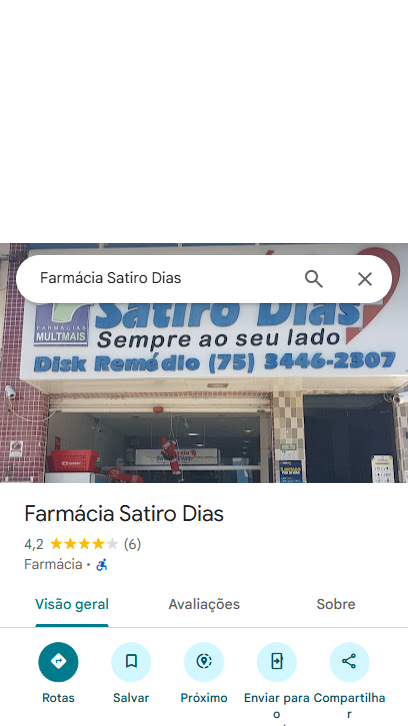 Farmácia Satiro Dias
Satiro Dias
FARMÁCIAS
MULTMAIS
Sempre ao seu lado
Disk Remédio (75) 3446-2307
Farmácia Satiro Dias
4,2 (6)
Farmácia ·
Visão geral
Avaliações
Sobre
Rotas
Salvar
Próximo
Enviar para o
Compartilhar